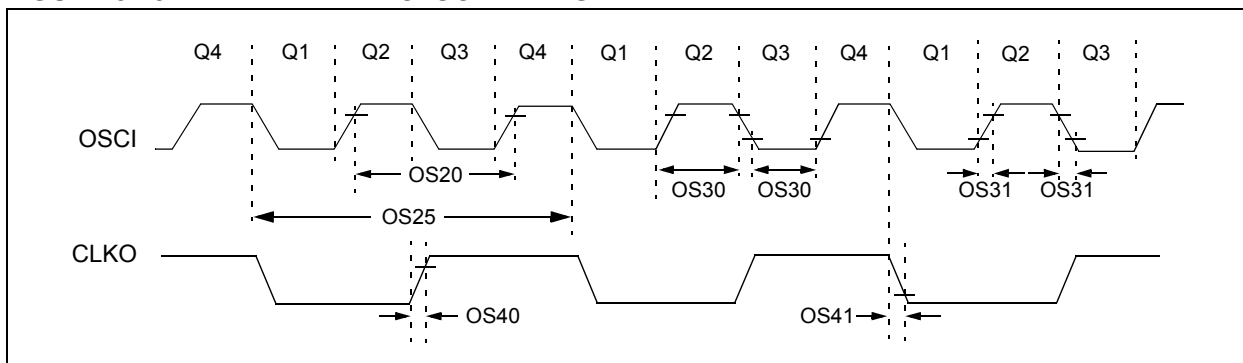 Q4 Q1 Q2 Q3 Q4 Q1 Q2 Q3 Q4 Q1 Q2 Q3
OSCI
OS20
OS30 OS30 OS31 OS31
OS25
CLKO
OS40 OS41